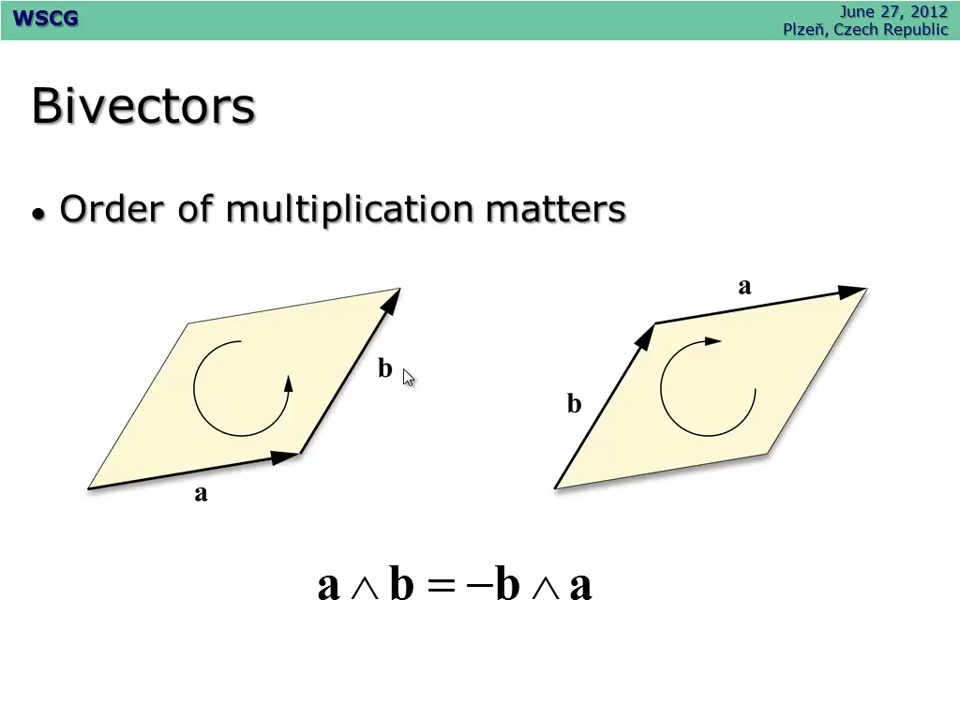 WSCG
June 27, 2012
Plzeň, Czech Republic
Bivectors
• Order of multiplication matters
a
b
b
a
a ∧ b = −b ∧ a